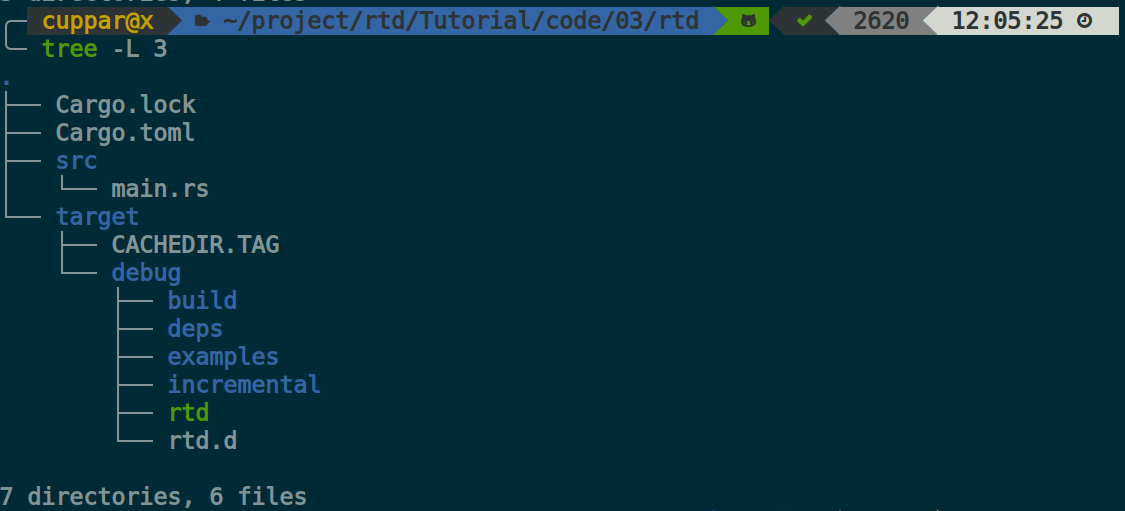 cuppar@x ~/project/rtd/Tutorial/code/03/rtd 2620 12:05:25
tree -L 3
.
├── Cargo.lock
├── Cargo.toml
├── src
│   └── main.rs
└── target
    ├── CACHEDIR.TAG
    └── debug
        ├── build
        ├── deps
        ├── examples
        ├── incremental
        ├── rtd
        └── rtd.d
7 directories, 6 files